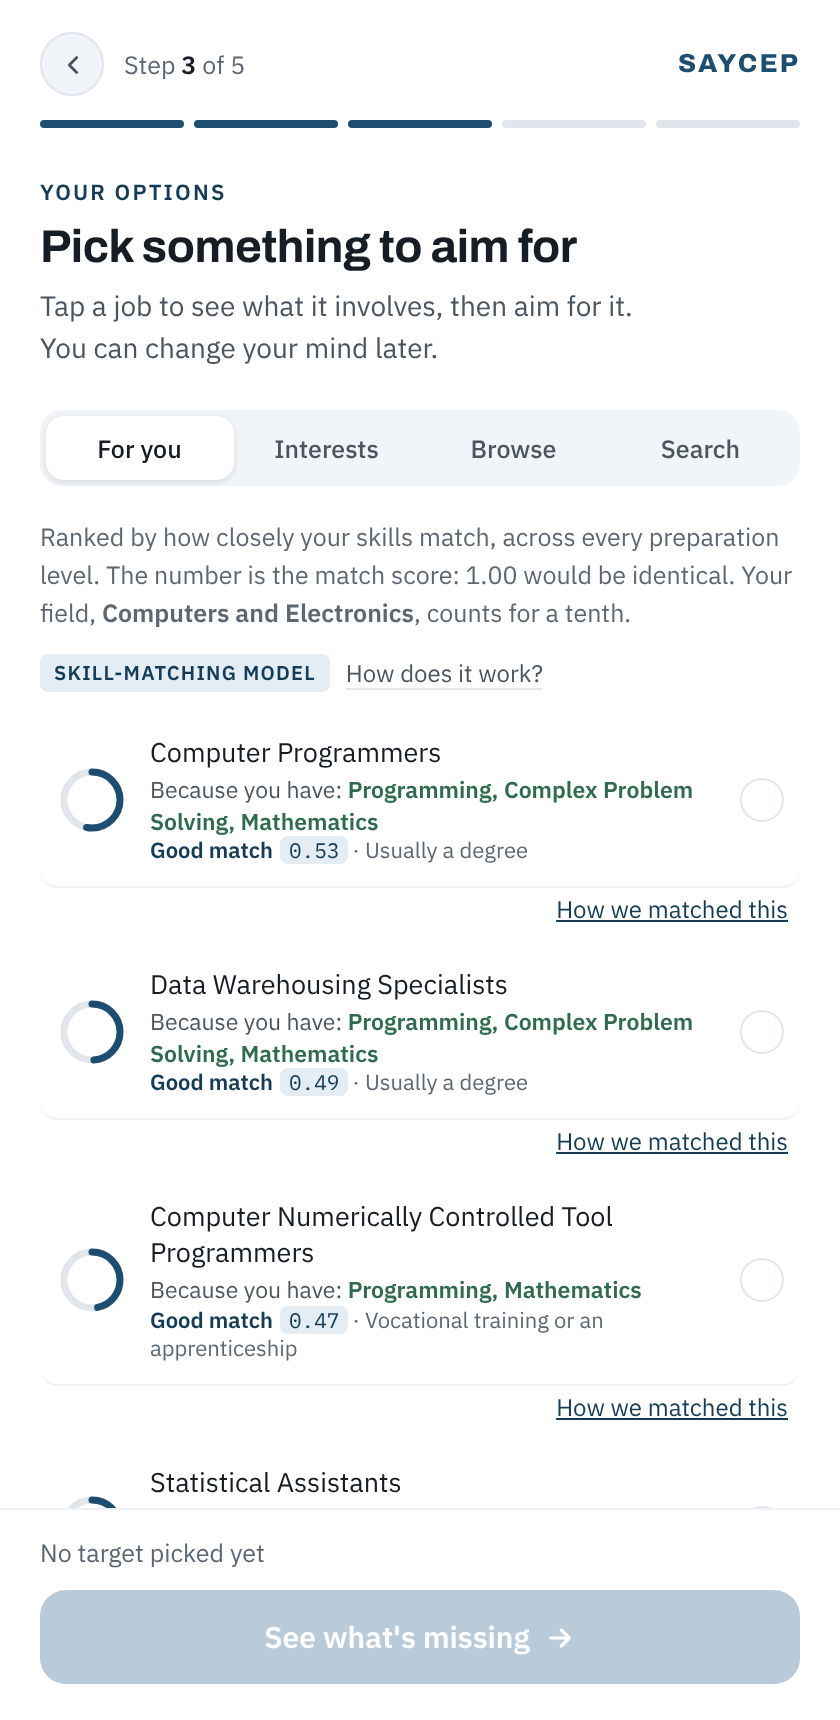 Step 3 of 5
SAYCEP
YOUR OPTIONS
Pick something to aim for
Tap a job to see what it involves, then aim for it.
You can change your mind later.
For you
Interests
Browse
Search
Ranked by how closely your skills match, across every preparation
level. The number is the match score: 1.00 would be identical. Your
field, Computers and Electronics, counts for a tenth.
SKILL-MATCHING MODEL
How does it work?
Computer Programmers
Because you have: Programming, Complex Problem
Solving, Mathematics
Good match 0.53 · Usually a degree
How we matched this
Data Warehousing Specialists
Because you have: Programming, Complex Problem
Solving, Mathematics
Good match 0.49 · Usually a degree
How we matched this
Computer Numerically Controlled Tool
Programmers
Because you have: Programming, Mathematics
Good match 0.47 · Vocational training or an
apprenticeship
How we matched this
Statistical Assistants
No target picked yet
See what's missing →